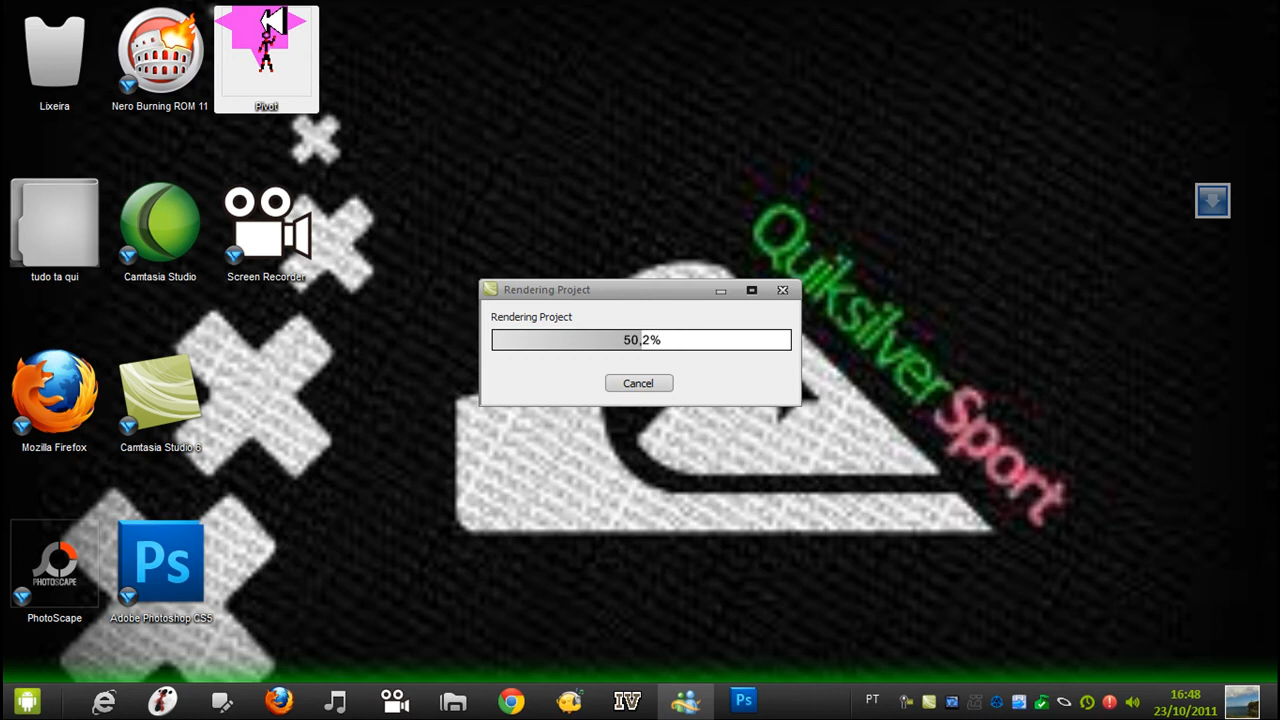 Lixeira
Nero Burning ROM 11
Pivot
tudo ta qui
Camtasia Studio
Screen Recorder
Mozilla Firefox
Camtasia Studio 6
PHOTOSCAPE
PhotoScape
Ps
Adobe Photoshop CS5
Quiksilver Sport
Rendering Project
Rendering Project
50,2%
Cancel
IV
Ps
PT
16:48
23/10/2011